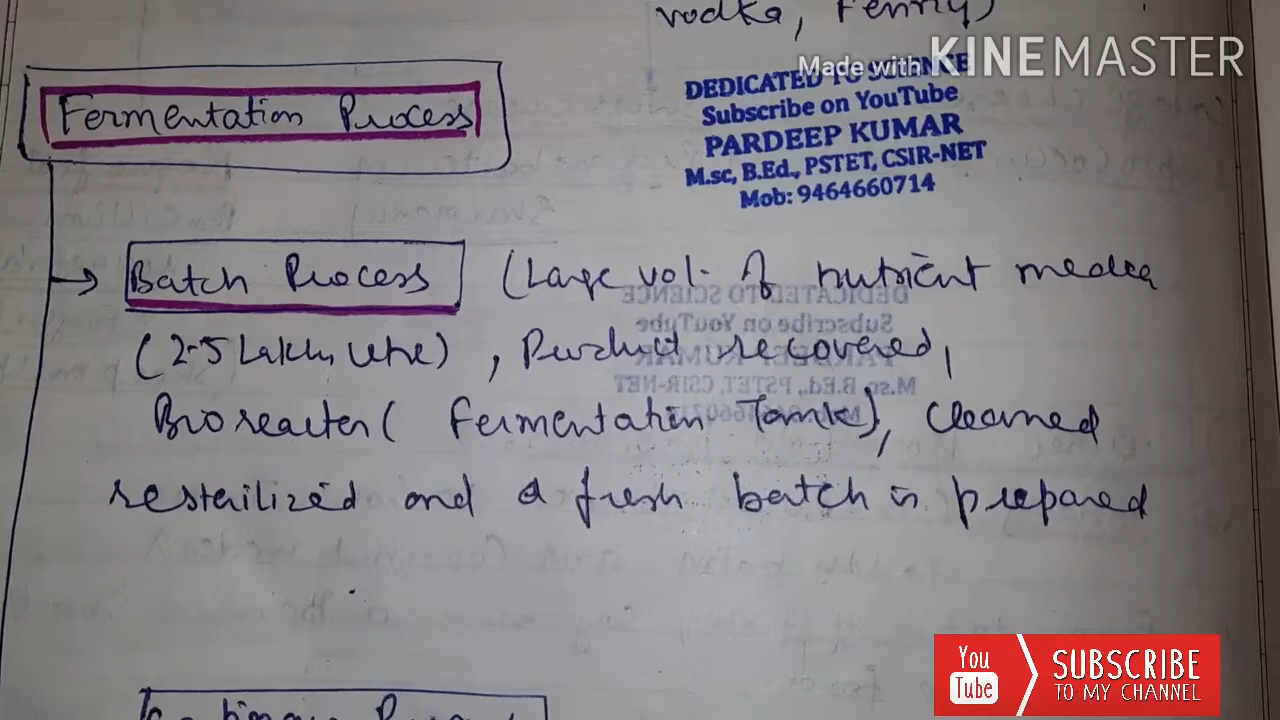 vodka, Fenny)
Made with KINEMASTER
DEDICATED TO SCIENCE
Subscribe on YouTube
PARDEEP KUMAR
M.sc, B.Ed., PSTET, CSIR-NET
Mob: 9464660714
Fermentation Process
Batch Process (Large vol. of nutrient media
(2-5 Lakh litre), Product recovered,
Bioreactor (Fermentation Tank), cleaned
resterilized and a fresh batch is prepared
Process
You Tube SUBSCRIBE
TO MY CHANNEL